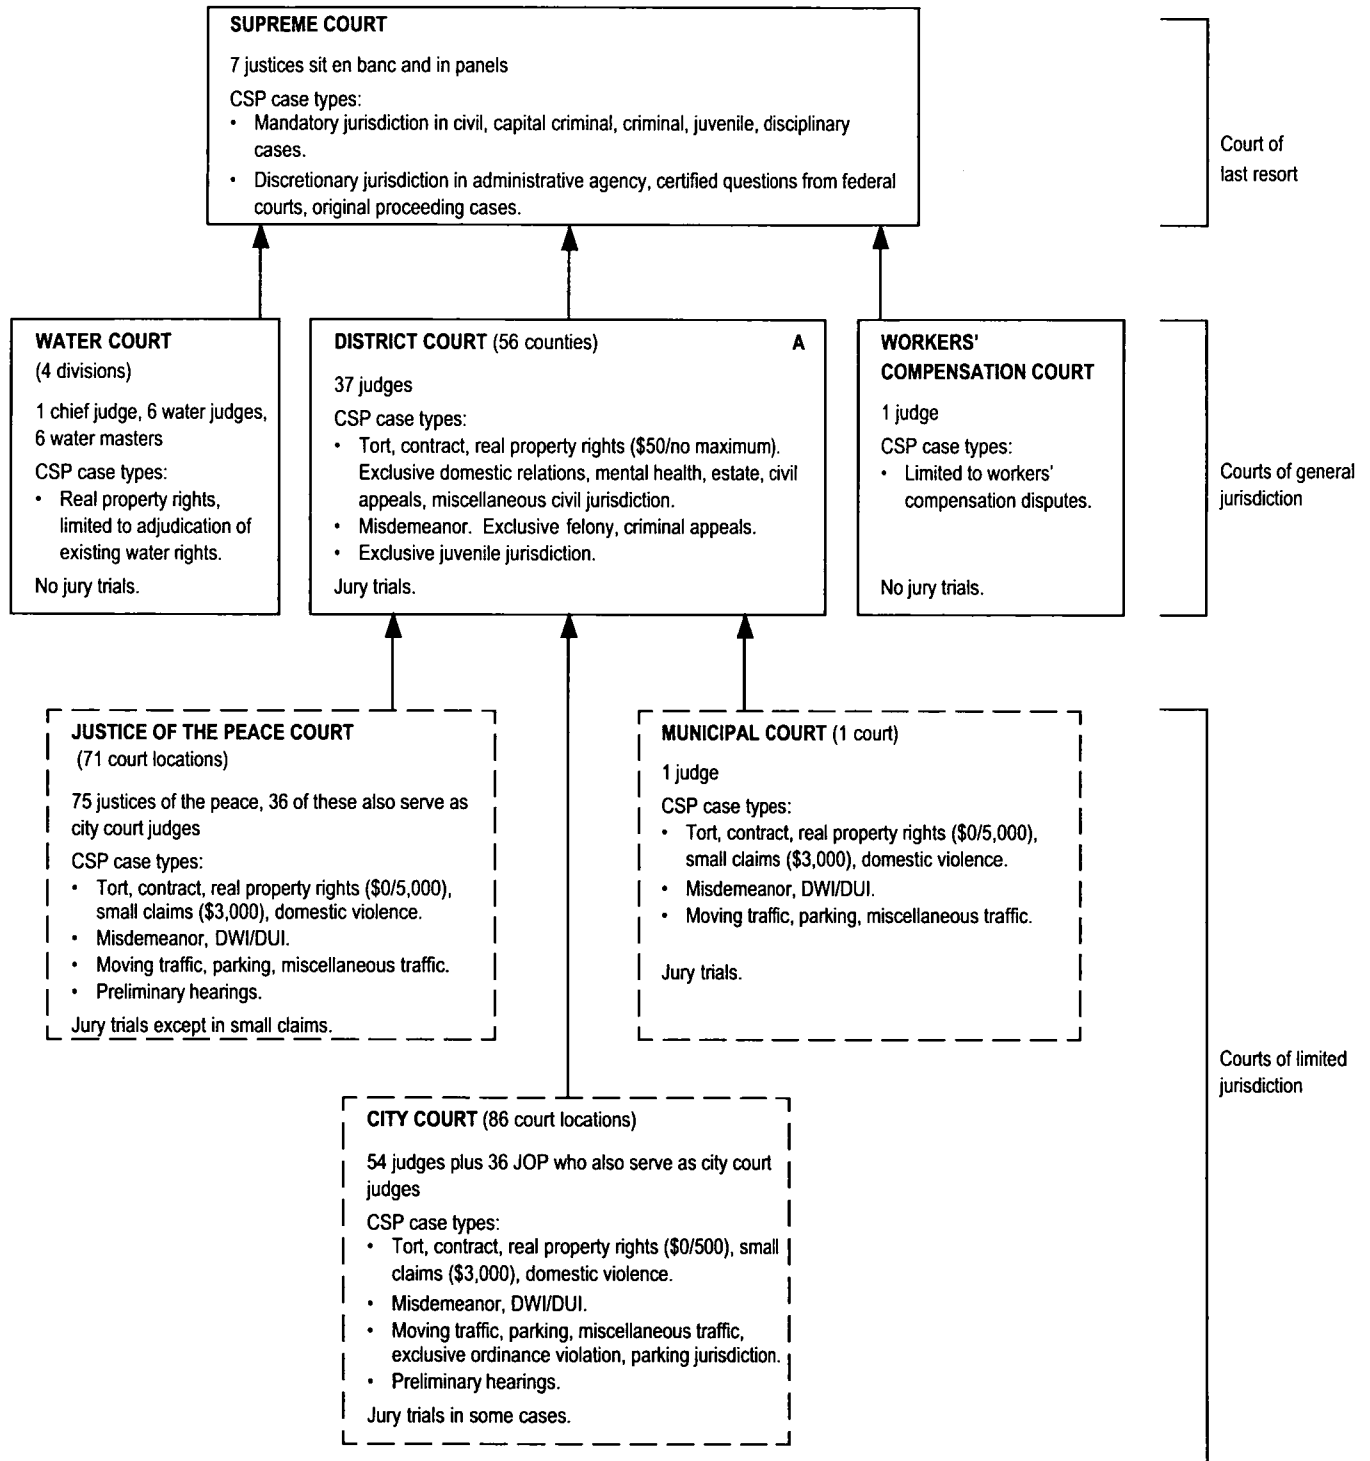 SUPREME COURT
7 justices sit en banc and in panels
CSP case types:
• Mandatory jurisdiction in civil, capital criminal, criminal, juvenile, disciplinary
cases.
• Discretionary jurisdiction in administrative agency, certified questions from federal
courts, original proceeding cases.
Court of
last resort
WATER COURT
(4 divisions)
1 chief judge, 6 water judges,
6 water masters
CSP case types:
• Real property rights,
limited to adjudication of
existing water rights.
No jury trials.
DISTRICT COURT (56 counties) A
37 judges
CSP case types:
• Tort, contract, real property rights ($50/no maximum).
Exclusive domestic relations, mental health, estate, civil
appeals, miscellaneous civil jurisdiction.
• Misdemeanor. Exclusive felony, criminal appeals.
• Exclusive juvenile jurisdiction.
Jury trials.
WORKERS'
COMPENSATION COURT
1 judge
CSP case types:
• Limited to workers'
compensation disputes.
No jury trials.
Courts of general
jurisdiction
JUSTICE OF THE PEACE COURT
(71 court locations)
75 justices of the peace, 36 of these also serve as
city court judges
CSP case types:
• Tort, contract, real property rights ($0/5,000),
small claims ($3,000), domestic violence.
• Misdemeanor, DWI/DUI.
• Moving traffic, parking, miscellaneous traffic.
• Preliminary hearings.
Jury trials except in small claims.
MUNICIPAL COURT (1 court)
1 judge
CSP case types:
• Tort, contract, real property rights ($0/5,000),
small claims ($3,000), domestic violence.
• Misdemeanor, DWI/DUI.
• Moving traffic, parking, miscellaneous traffic.
Jury trials.
Courts of limited
jurisdiction
CITY COURT (86 court locations)
54 judges plus 36 JOP who also serve as city court
judges
CSP case types:
• Tort, contract, real property rights ($0/500), small
claims ($3,000), domestic violence.
• Misdemeanor, DWI/DUI.
• Moving traffic, parking, miscellaneous traffic,
exclusive ordinance violation, parking jurisdiction.
• Preliminary hearings.
Jury trials in some cases.